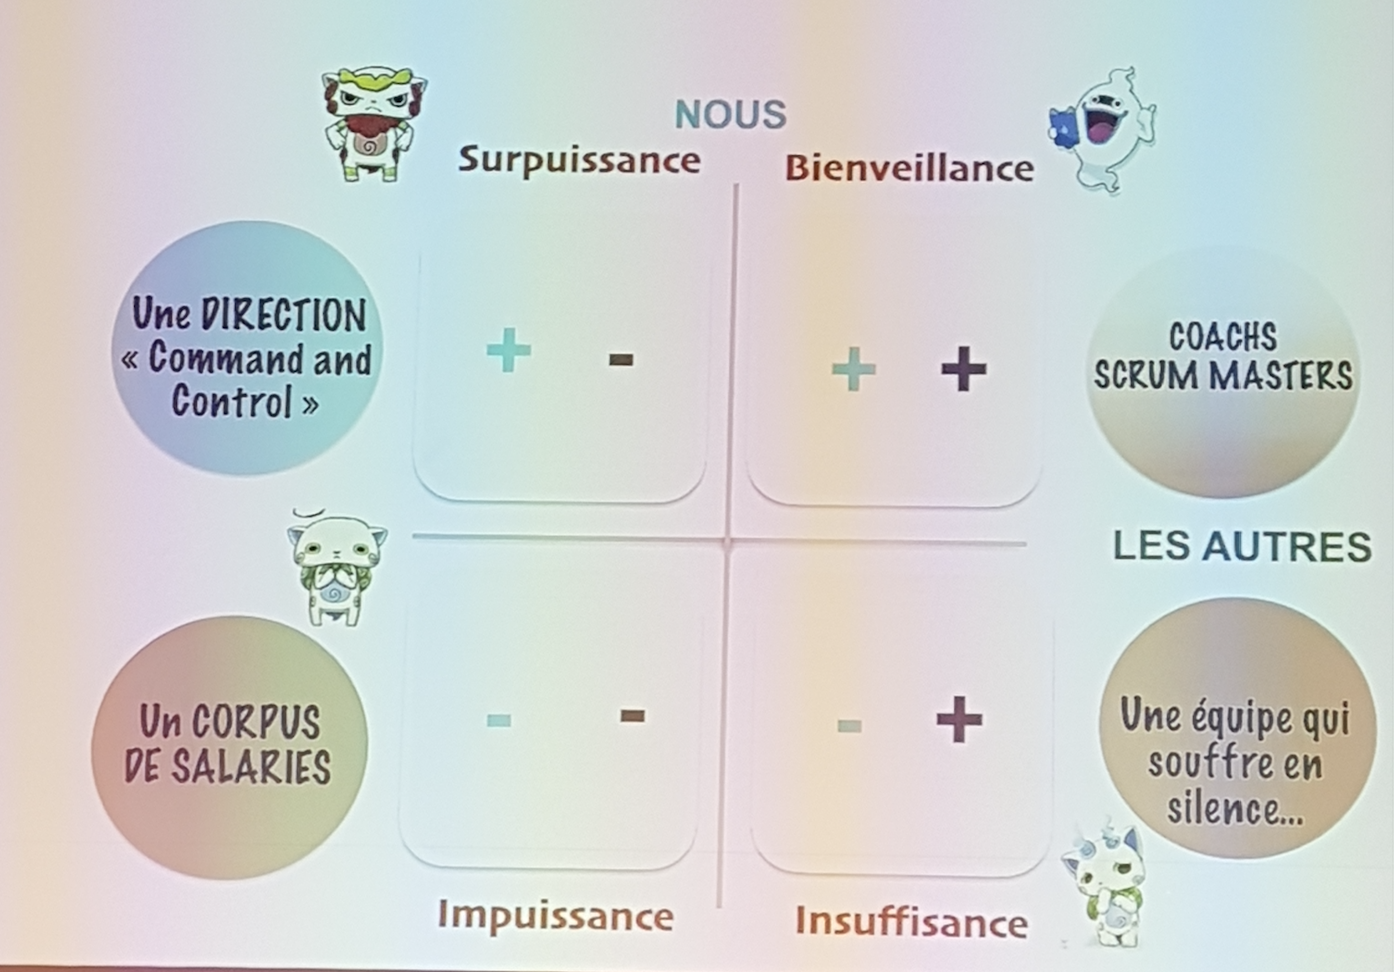 NOUS
Surpuissance
Bienveillance
Une DIRECTION
« Command and
Control »
+ -
+ +
COACHS
SCRUM MASTERS
LES AUTRES
Un CORPUS
DE SALARIES
- -
- +
Une équipe qui
souffre en
silence...
Impuissance
Insuffisance